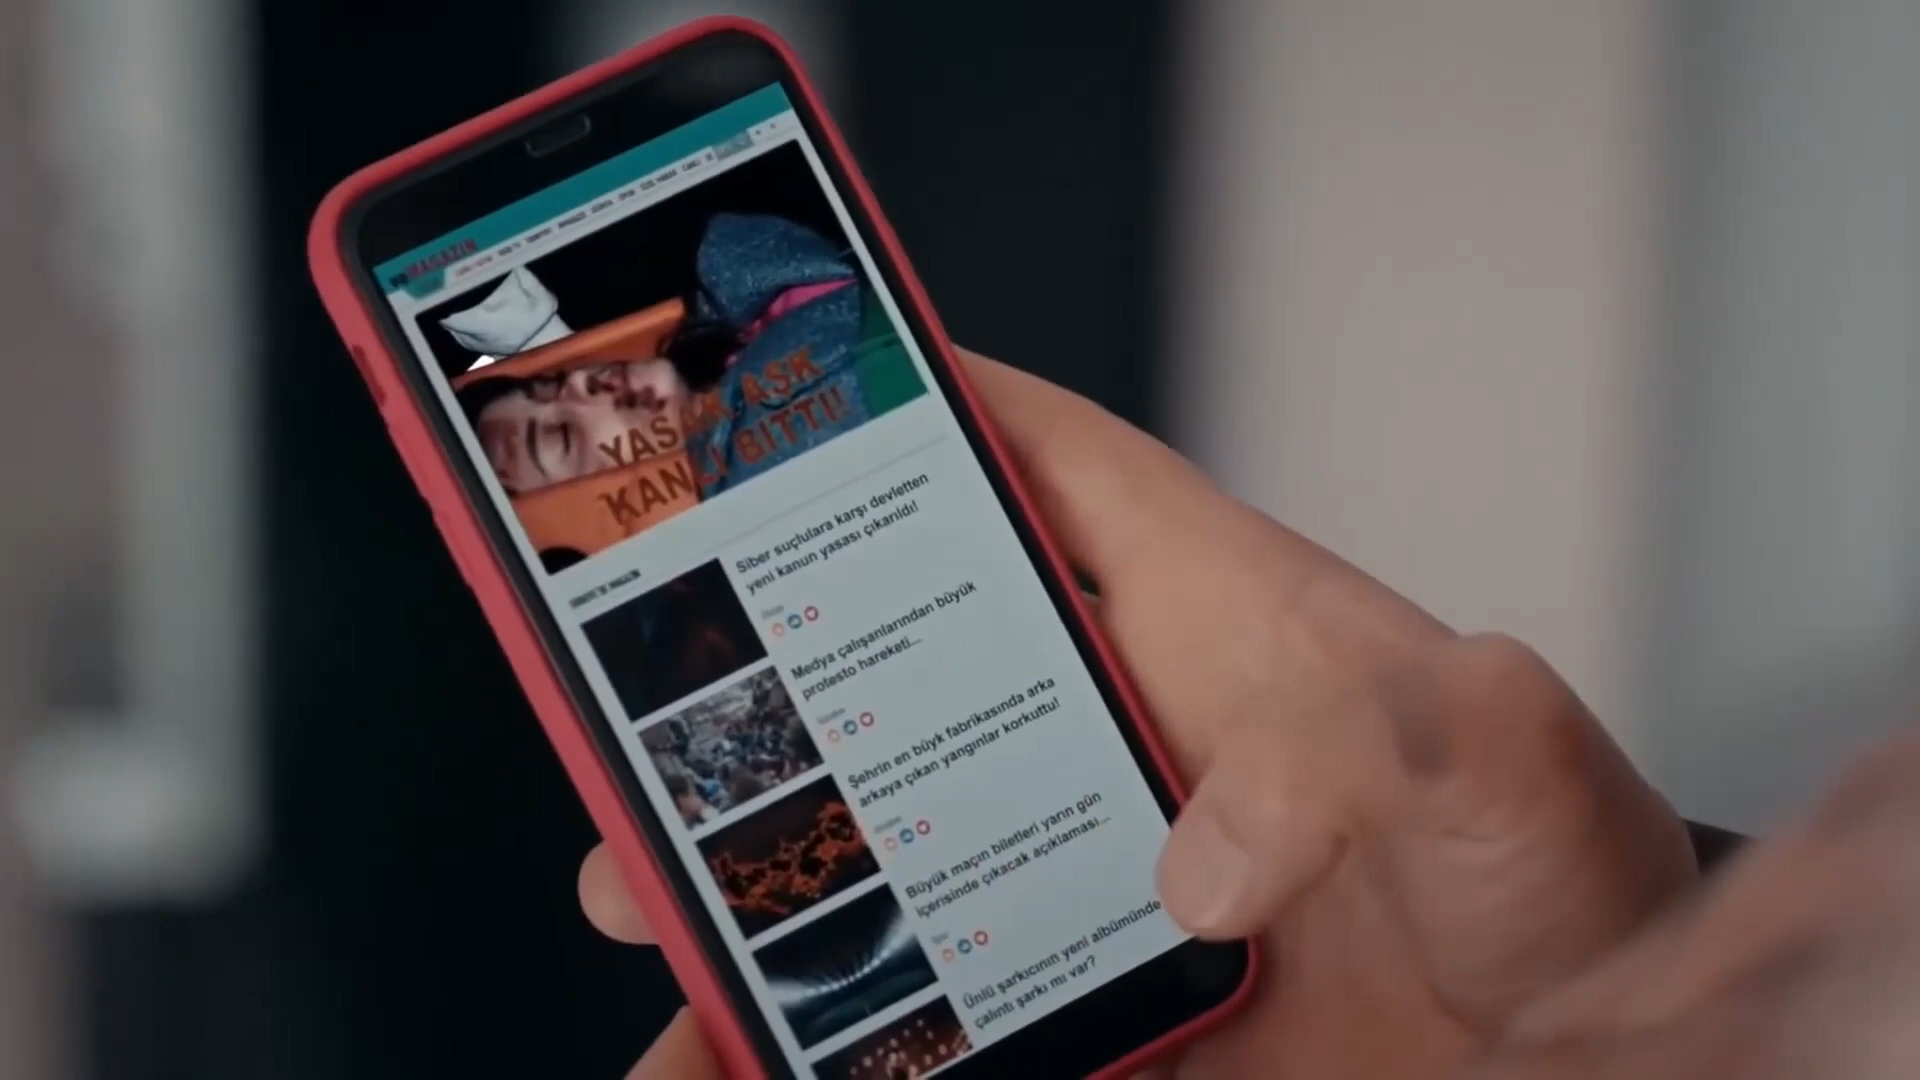 MAGAZİN
YASAK AŞK
KANLI BİTTİ!
Siber suçlulara karşı devletten
yeni kanun yasası çıkarıldı!
Medya çalışanlarından büyük
protesto hareketi...
Şehrin en büyk fabrikasında arka
arkaya çıkan yangınlar korkuttu!
Büyük maçın biletleri yarın gün
içerisinde çıkacak açıklaması...
Ünlü şarkıcının yeni albümünde
çalıntı şarkı mı var?